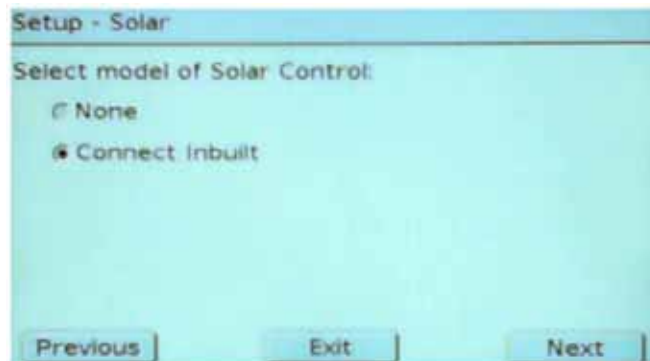 Setup - Solar
Select model of Solar Control:
None
Connect Inbuilt
Previous Exit Next